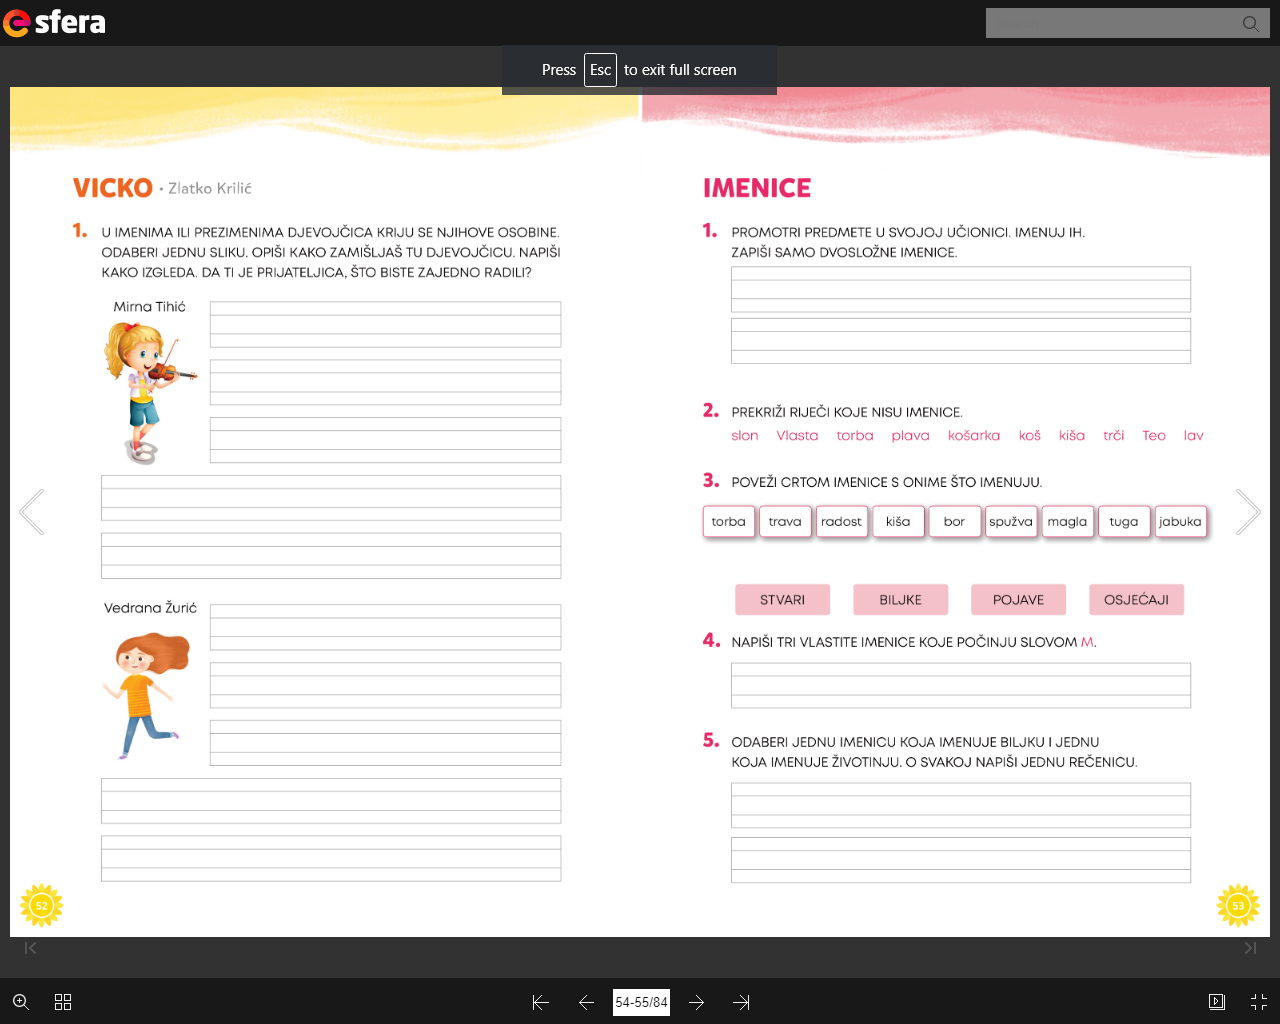 sfera
Press Esc to exit full screen
VICKO • Zlatko Krilić
1. U IMENIMA ILI PREZIMENIMA DJEVOJČICA KRIJU SE NJIHOVE OSOBINE.
ODABERI JEDNU SLIKU. OPIŠI KAKO ZAMIŠLJAŠ TU DJEVOJČICU. NAPIŠI
KAKO IZGLEDA. DA TI JE PRIJATELJICA, ŠTO BISTE ZAJEDNO RADILI?
Mirna Tihić
Vedrana Žurić
52
IMENICE
1. PROMOTRI PREDMETE U SVOJOJ UČIONICI. IMENUJ IH.
ZAPIŠI SAMO DVOSLOŽNE IMENICE.
2. PREKRIŽI RIJEČI KOJE NISU IMENICE.
slon Vlasta torba plava košarka koš kiša trči Teo lav
3. POVEŽI CRTOM IMENICE S ONIME ŠTO IMENUJU.
torba trava radost kiša bor spužva magla tuga jabuka
STVARI BILJKE POJAVE OSJEĆAJI
4. NAPIŠI TRI VLASTITE IMENICE KOJE POČINJU SLOVOM M.
5. ODABERI JEDNU IMENICU KOJA IMENUJE BILJKU I JEDNU
KOJA IMENUJE ŽIVOTINJU. O SVAKOJ NAPIŠI JEDNU REČENICU.
53
54-55/84